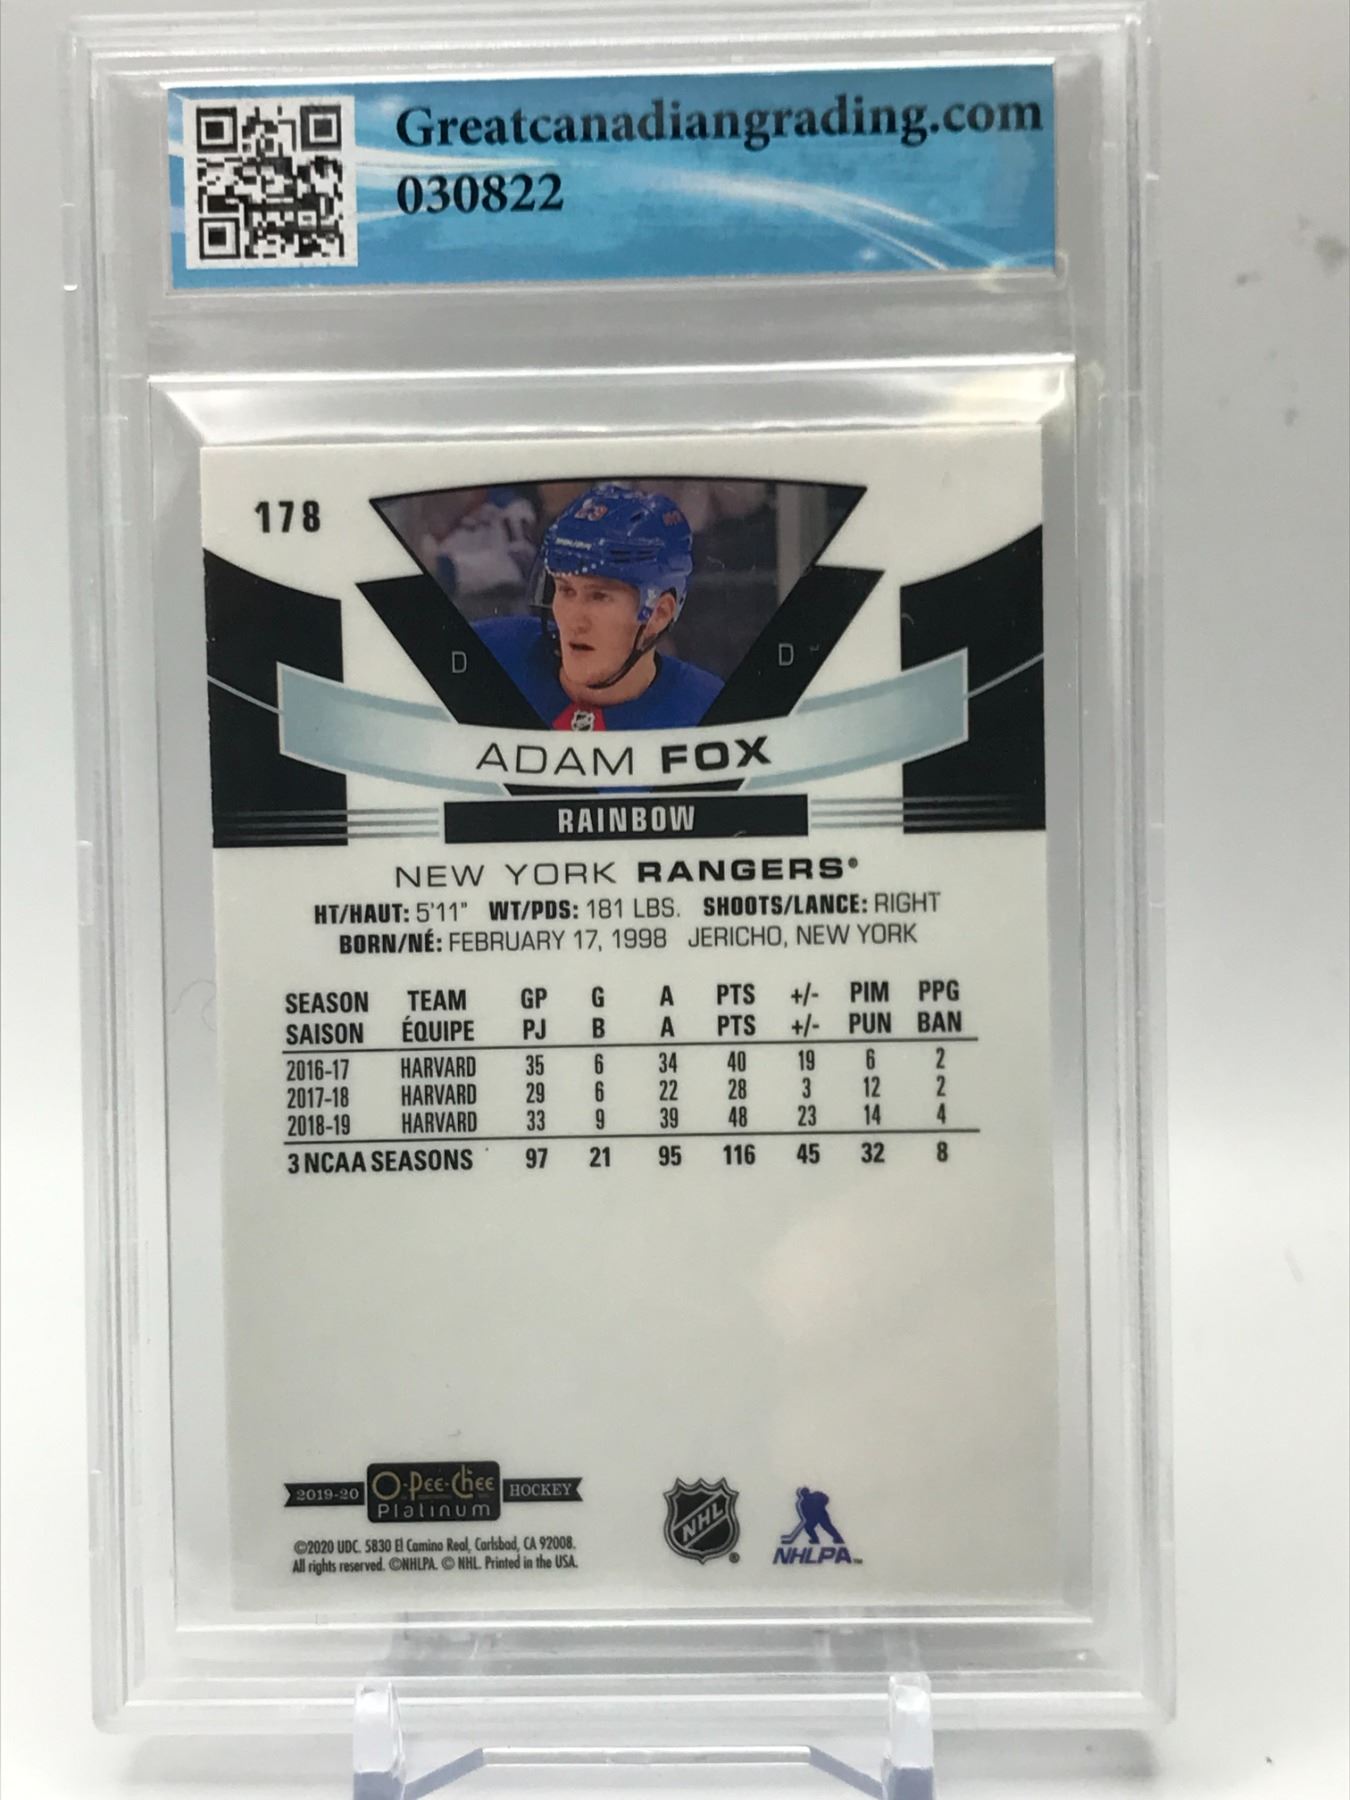 Greatcanadiangrading.com
030822
178
D D
ADAM FOX
RAINBOW
NEW YORK RANGERS®
HT/HAUT: 5'11" WT/PDS: 181 LBS. SHOOTS/LANCE: RIGHT
BORN/NÉ: FEBRUARY 17, 1998 JERICHO, NEW YORK
SEASON TEAM GP G A PTS +/- PIM PPG
SAISON ÉQUIPE PJ B A PTS +/- PUN BAN
2016-17 HARVARD 35 6 34 40 19 6 2
2017-18 HARVARD 29 6 22 28 3 12 2
2018-19 HARVARD 33 9 39 48 23 14 4
3 NCAA SEASONS 97 21 95 116 45 32 8
2019-20 O-Pee-Chee HOCKEY
Platinum
NHL ®
NHLPA™
©2020 UDC. 5830 El Camino Real, Carlsbad, CA 92008.
All rights reserved. ©NHLPA. © NHL. Printed in the USA.